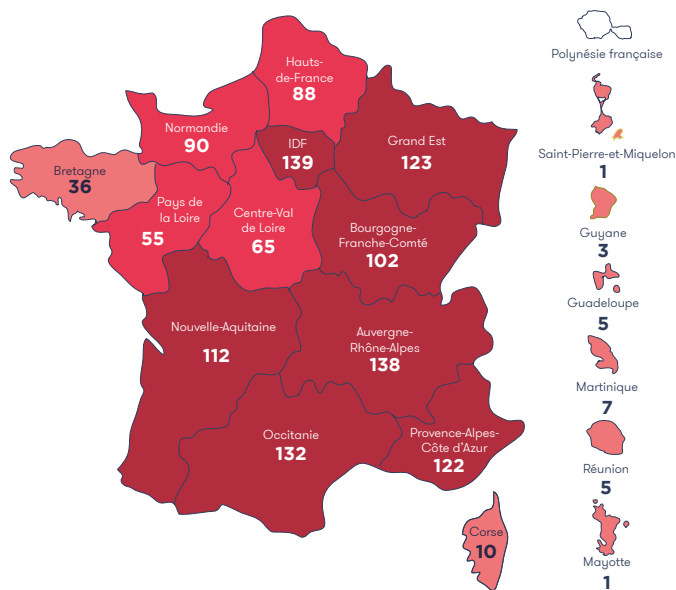 Hauts-
de-France
88
Normandie
90
IDF
139
Grand Est
123
Bretagne
36
Pays de
la Loire
55
Centre-Val
de Loire
65
Bourgogne-
Franche-Comté
102
Nouvelle-Aquitaine
112
Auvergne-
Rhône-Alpes
138
Occitanie
132
Provence-Alpes-
Côte d'Azur
122
Corse
10
Polynésie française
Saint-Pierre-et-Miquelon
1
Guyane
3
Guadeloupe
5
Martinique
7
Réunion
5
Mayotte
1